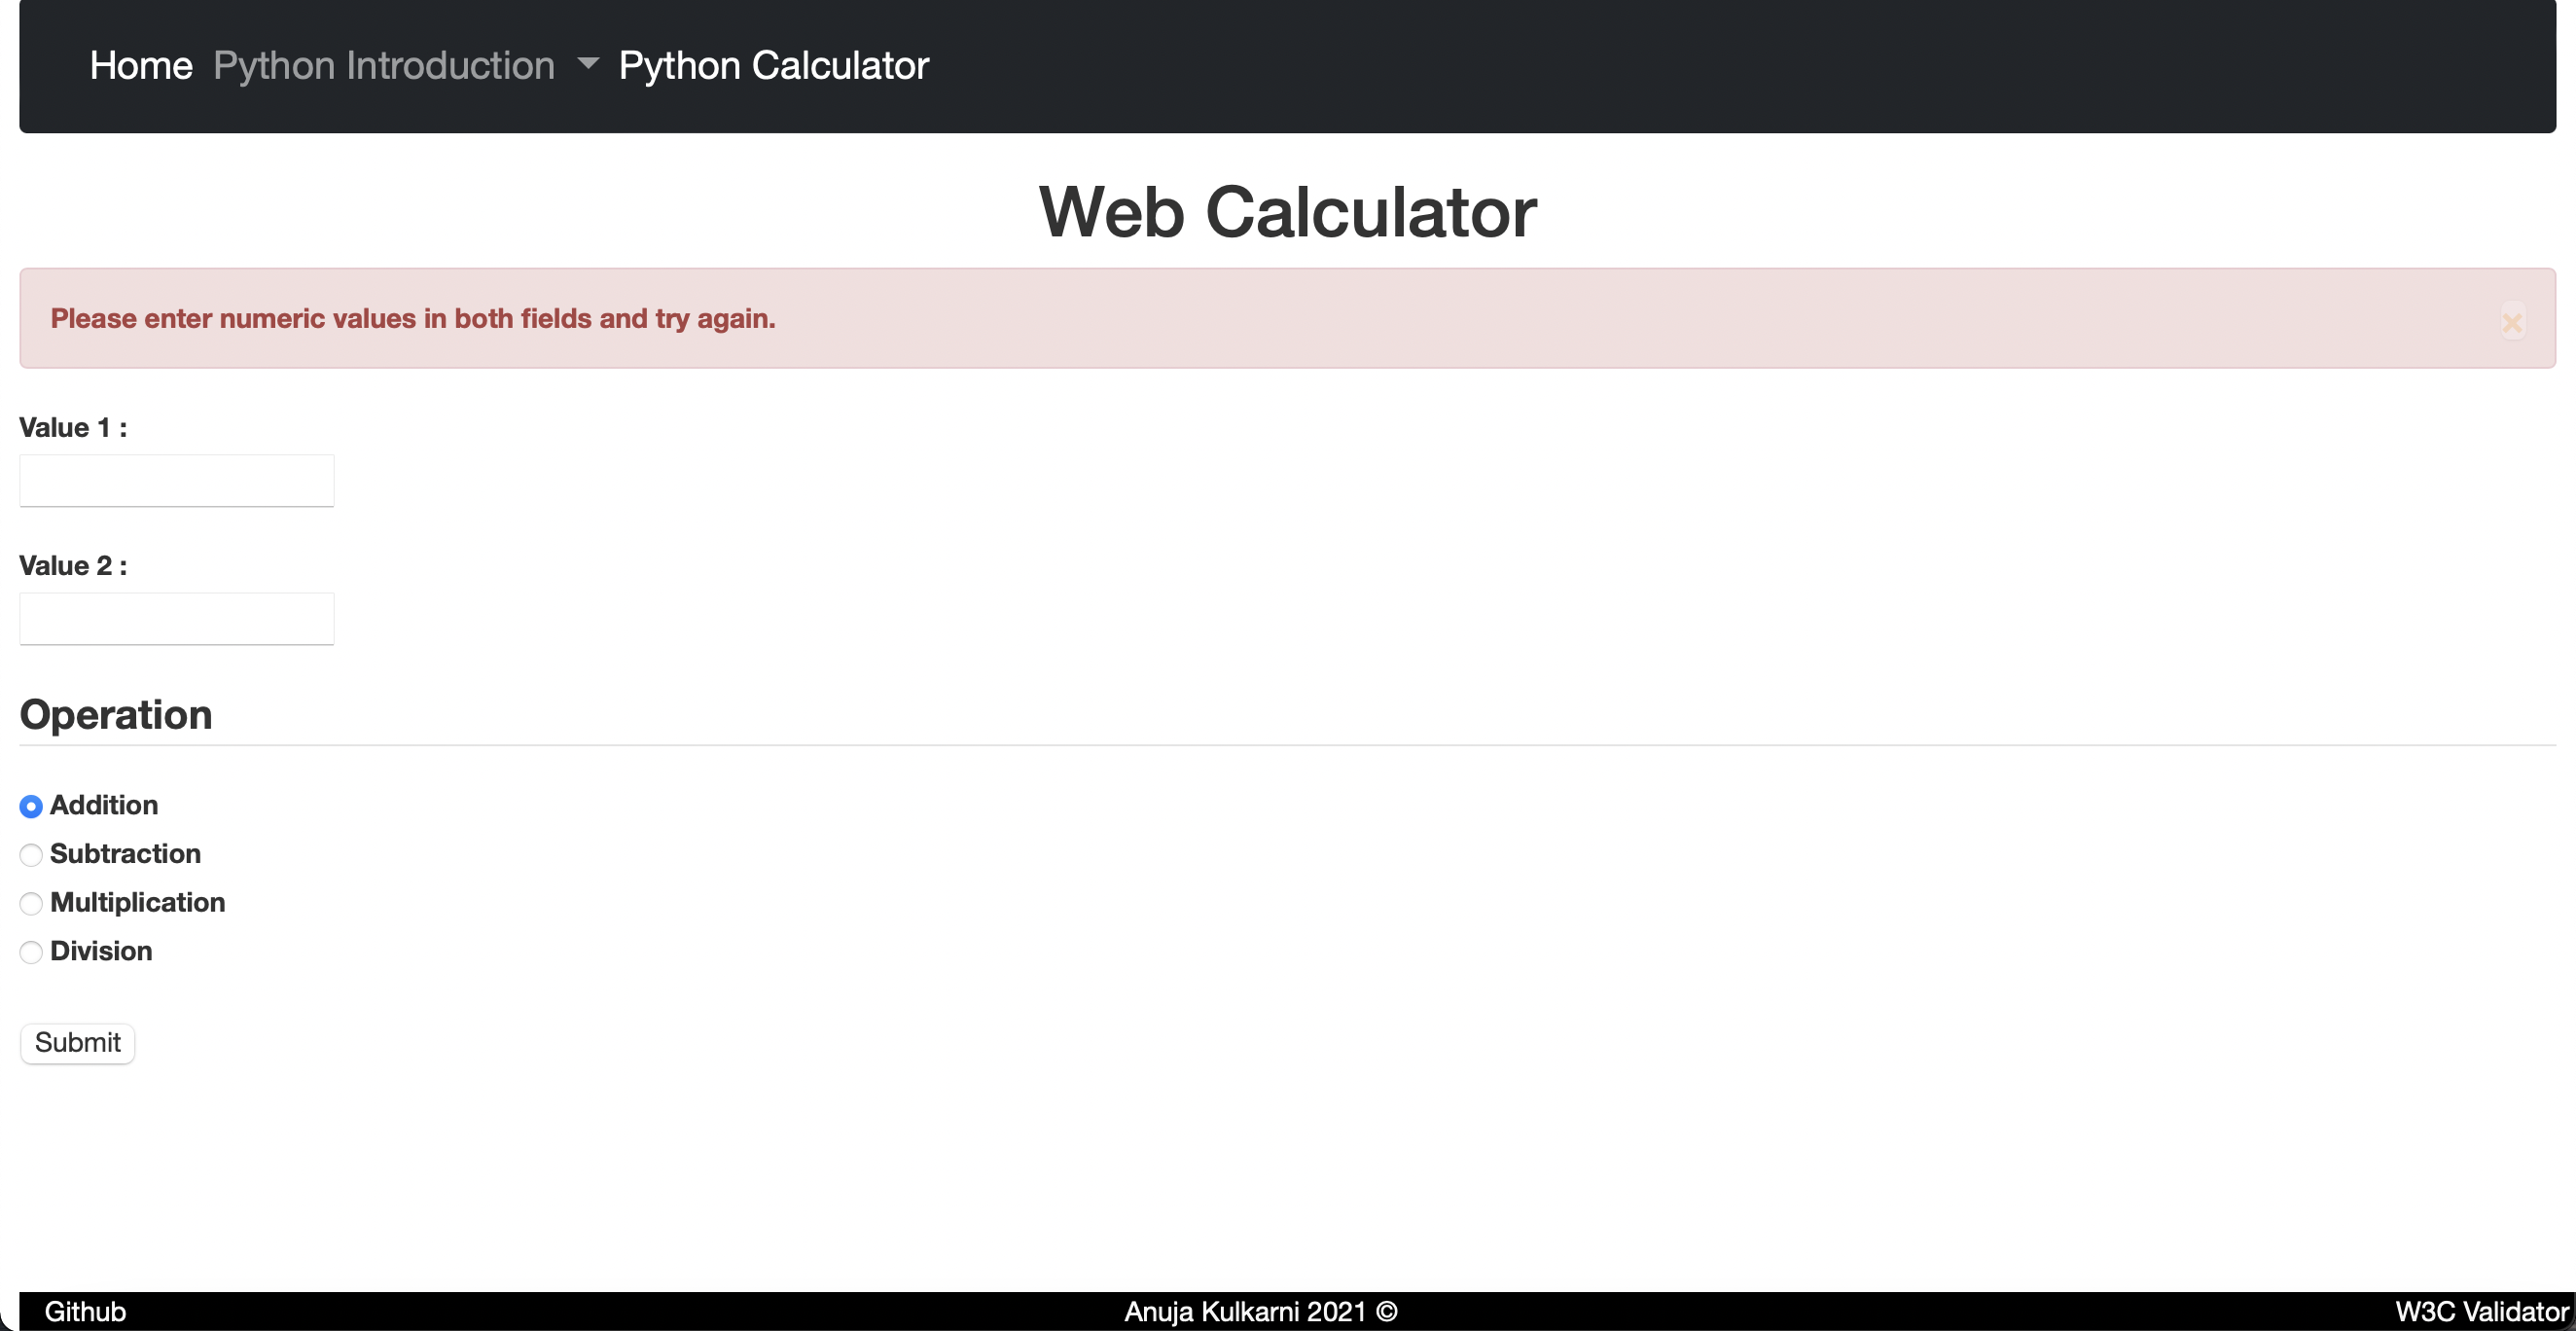 Home Python Introduction Python Calculator
Web Calculator
Please enter numeric values in both fields and try again.
×
Value 1 :
Value 2 :
Operation
Addition
Subtraction
Multiplication
Division
Submit
Github Anuja Kulkarni 2021 © W3C Validator